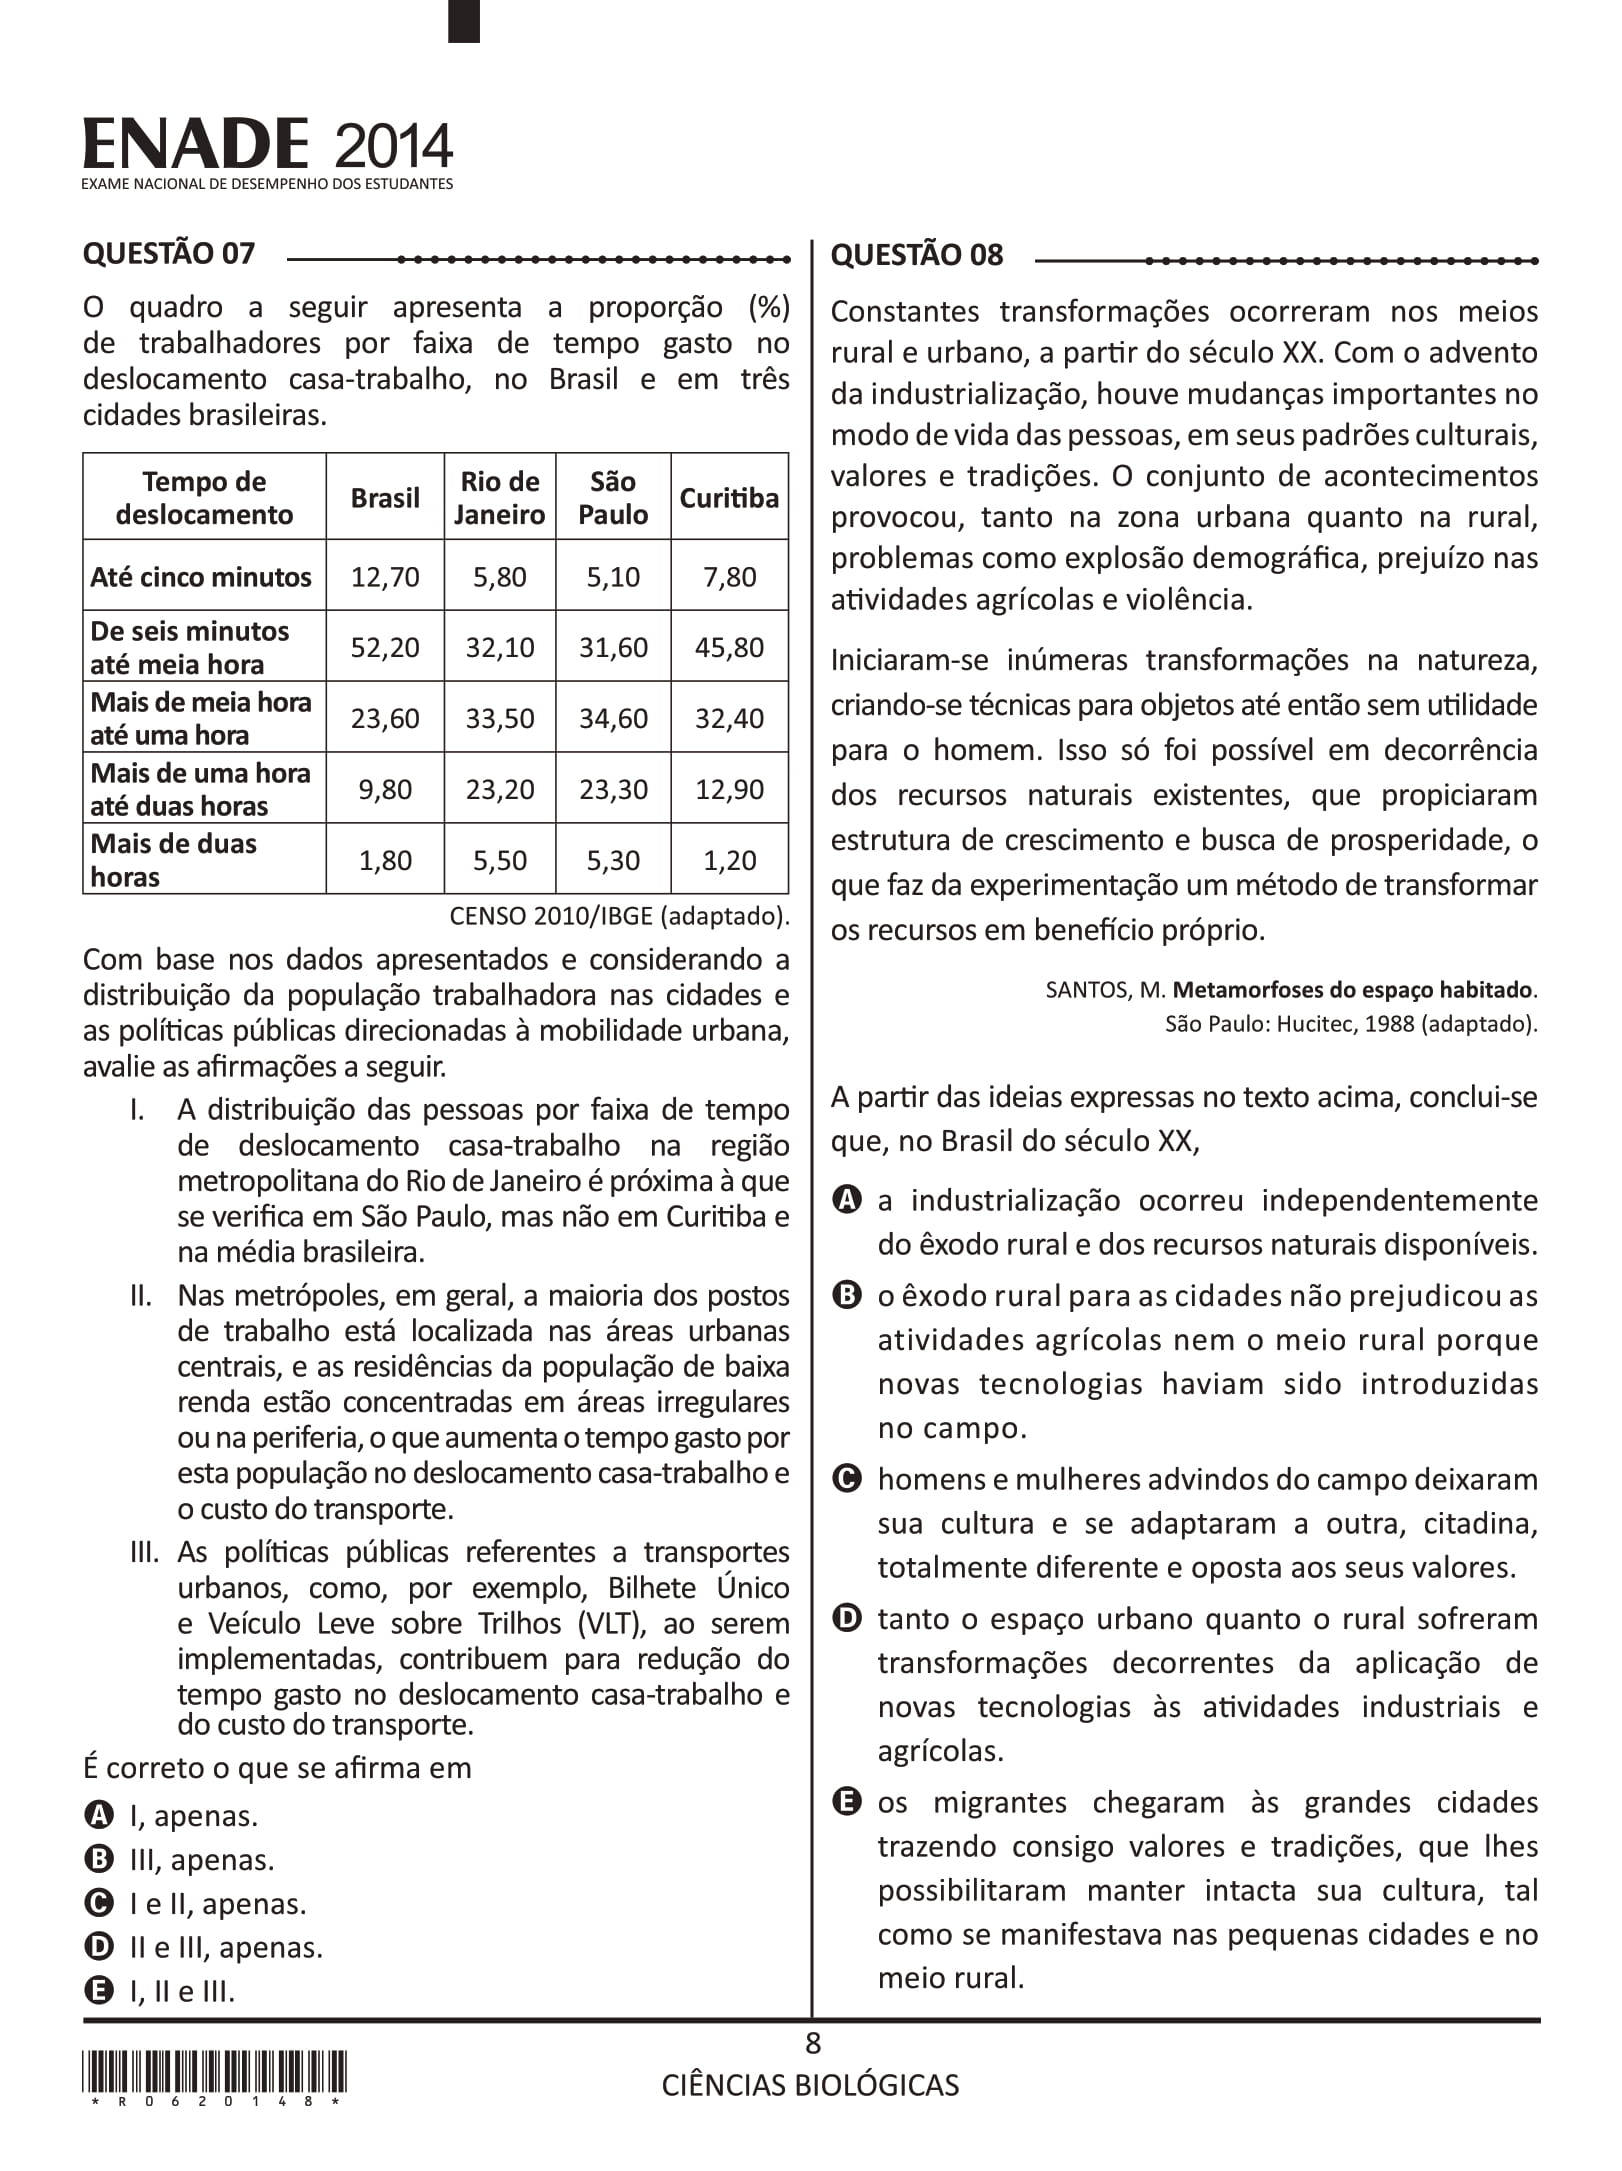 ENADE 2014
EXAME NACIONAL DE DESEMPENHO DOS ESTUDANTES
QUESTÃO 07
O quadro a seguir apresenta a proporção (%)
de trabalhadores por faixa de tempo gasto no
deslocamento casa-trabalho, no Brasil e em três
cidades brasileiras.
Tempo de deslocamento Brasil Rio de Janeiro São Paulo Curitiba
Até cinco minutos 12,70 5,80 5,10 7,80
De seis minutos até meia hora 52,20 32,10 31,60 45,80
Mais de meia hora até uma hora 23,60 33,50 34,60 32,40
Mais de uma hora até duas horas 9,80 23,20 23,30 12,90
Mais de duas horas 1,80 5,50 5,30 1,20
CENSO 2010/IBGE (adaptado).
Com base nos dados apresentados e considerando a
distribuição da população trabalhadora nas cidades e
as políticas públicas direcionadas à mobilidade urbana,
avalie as afirmações a seguir.
I. A distribuição das pessoas por faixa de tempo
de deslocamento casa-trabalho na região
metropolitana do Rio de Janeiro é próxima à que
se verifica em São Paulo, mas não em Curitiba e
na média brasileira.
II. Nas metrópoles, em geral, a maioria dos postos
de trabalho está localizada nas áreas urbanas
centrais, e as residências da população de baixa
renda estão concentradas em áreas irregulares
ou na periferia, o que aumenta o tempo gasto por
esta população no deslocamento casa-trabalho e
o custo do transporte.
III. As políticas públicas referentes a transportes
urbanos, como, por exemplo, Bilhete Único
e Veículo Leve sobre Trilhos (VLT), ao serem
implementadas, contribuem para redução do
tempo gasto no deslocamento casa-trabalho e
do custo do transporte.
É correto o que se afirma em
A I, apenas.
B III, apenas.
C I e II, apenas.
D II e III, apenas.
E I, II e III.
QUESTÃO 08
Constantes transformações ocorreram nos meios
rural e urbano, a partir do século XX. Com o advento
da industrialização, houve mudanças importantes no
modo de vida das pessoas, em seus padrões culturais,
valores e tradições. O conjunto de acontecimentos
provocou, tanto na zona urbana quanto na rural,
problemas como explosão demográfica, prejuízo nas
atividades agrícolas e violência.
Iniciaram-se inúmeras transformações na natureza,
criando-se técnicas para objetos até então sem utilidade
para o homem. Isso só foi possível em decorrência
dos recursos naturais existentes, que propiciaram
estrutura de crescimento e busca de prosperidade, o
que faz da experimentação um método de transformar
os recursos em benefício próprio.
SANTOS, M. Metamorfoses do espaço habitado.
São Paulo: Hucitec, 1988 (adaptado).
A partir das ideias expressas no texto acima, conclui-se
que, no Brasil do século XX,
A a industrialização ocorreu independentemente
do êxodo rural e dos recursos naturais disponíveis.
B o êxodo rural para as cidades não prejudicou as
atividades agrícolas nem o meio rural porque
novas tecnologias haviam sido introduzidas
no campo.
C homens e mulheres advindos do campo deixaram
sua cultura e se adaptaram a outra, citadina,
totalmente diferente e oposta aos seus valores.
D tanto o espaço urbano quanto o rural sofreram
transformações decorrentes da aplicação de
novas tecnologias às atividades industriais e
agrícolas.
E os migrantes chegaram às grandes cidades
trazendo consigo valores e tradições, que lhes
possibilitaram manter intacta sua cultura, tal
como se manifestava nas pequenas cidades e no
meio rural.
8
CIÊNCIAS BIOLÓGICAS
* R 0 6 2 0 1 4 8 *